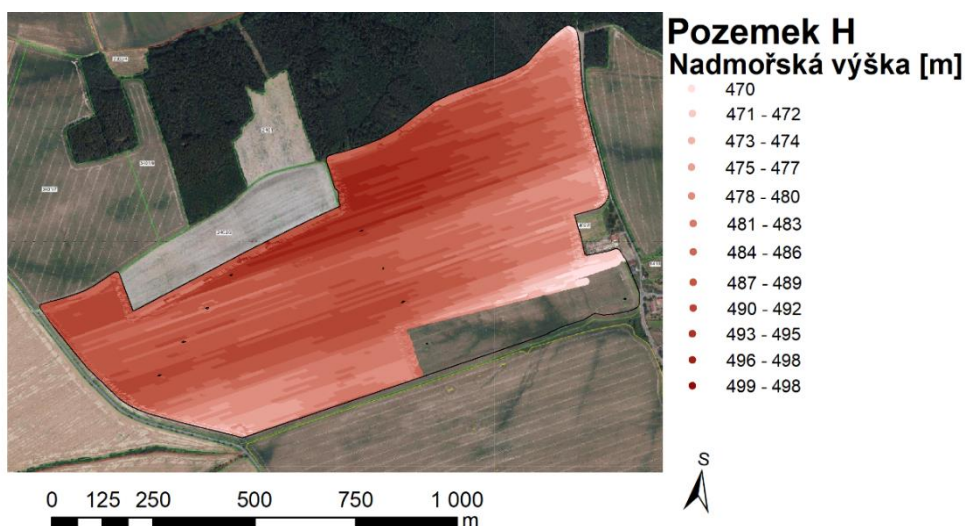 Pozemek H
Nadmořská výška [m]
470
471 - 472
473 - 474
475 - 477
478 - 480
481 - 483
484 - 486
487 - 489
490 - 492
493 - 495
496 - 498
499 - 498
S
0 125 250 500 750 1 000
m